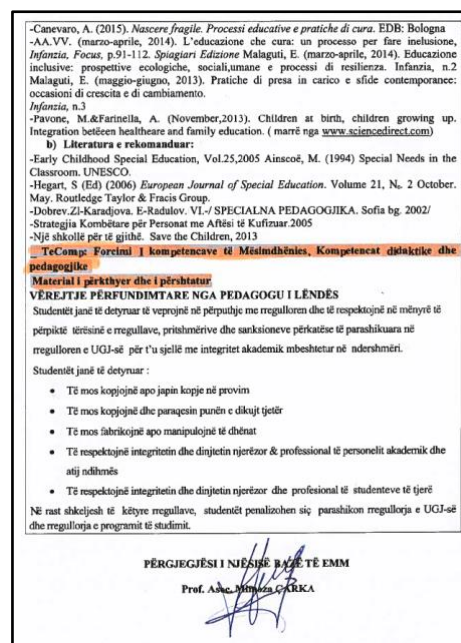 -Canevaro, A. (2015). Nascere fragile. Processi educative e pratiche di cura. EDB: Bologna
-AA.VV. (marzo-aprile, 2014). L'educazione che cura: un processo per fare inelusione,
Infanzia, Focus, p.91-112. Spiagiari Edizione Malaguti, E. (marzo-aprile, 2014). Educazione
inclusive: prospettive ecologiche, sociali,umane e processi di resilienza. Infanzia, n.2
Malaguti, E. (maggio-giugno, 2013). Pratiche di presa in carico e sfide contemporanee:
occasioni di crescita e di cambiamento.
Infanzia, n.3
-Pavone, M.&Farinella, A. (November,2013). Children at birth, children growing up.
Integration betëeen healtheare and family education. ( marrë nga www.sciencedirect.com)
b) Literatura e rekomanduar:
-Early Childhood Special Education, Vol.25,2005 Ainscoë, M. (1994) Special Needs in the
Classroom. UNESCO.
-Hegart, S (Ed) (2006) European Journal of Special Education. Volume 21, No. 2 October.
May. Routledge Taylor & Fracis Group.
-Dobrev.ZI-Karadjova. E-Radulov. VI.-/ SPECIALNA PEDAGOGJIKA. Sofia bg. 2002/
-Strategjia Kombëtare për Personat me Aftësi të Kufizuar.2005
-Një shkollë për të gjithë. Save the Children, 2013
_ TeComp: Forcimi I kompetencave të Mësimdhënies, Kompetencat didaktike dhe
pedagogjike
Material i përkthyer dhe i përshtatur
VËREJTJE PËRFUNDIMTARE NGA PEDAGOGU I LËNDËS
Studentët janë të detyruar të veprojnë në përputhje me rregulloren dhe të respektojnë në mënyrë të
përpiktë tërësinë e rregullave, pritshmërive dhe sanksioneve përkatëse të parashikuara në
rregulloren e UGJ-së për t'u sjellë me integritet akademik mbështetur në ndershmëri.
Studentët janë të detyruar :
• Të mos kopjojnë apo japin kopje në provim
• Të mos kopjojnë dhe paraqesin punën e dikujt tjetër
• Të mos fabrikojnë apo manipulojnë të dhënat
• Të respektojnë integritetin dhe dinjitetin njerëzor & professional të personelit akademik dhe
atij ndihmës
• Të respektojnë integritetin dhe dinjitetin njerëzor dhe profesional të studenteve të tjerë
Në rast shkeljesh të këtyre rregullave, studentët penalizohen siç parashikon rregullorja e UGJ-së
dhe rregullorja e programit të studimit.
PËRGJEGJËSI I NJËSISË BAZË TË EMM
Prof. Asoc. Mimoza ÇARKA